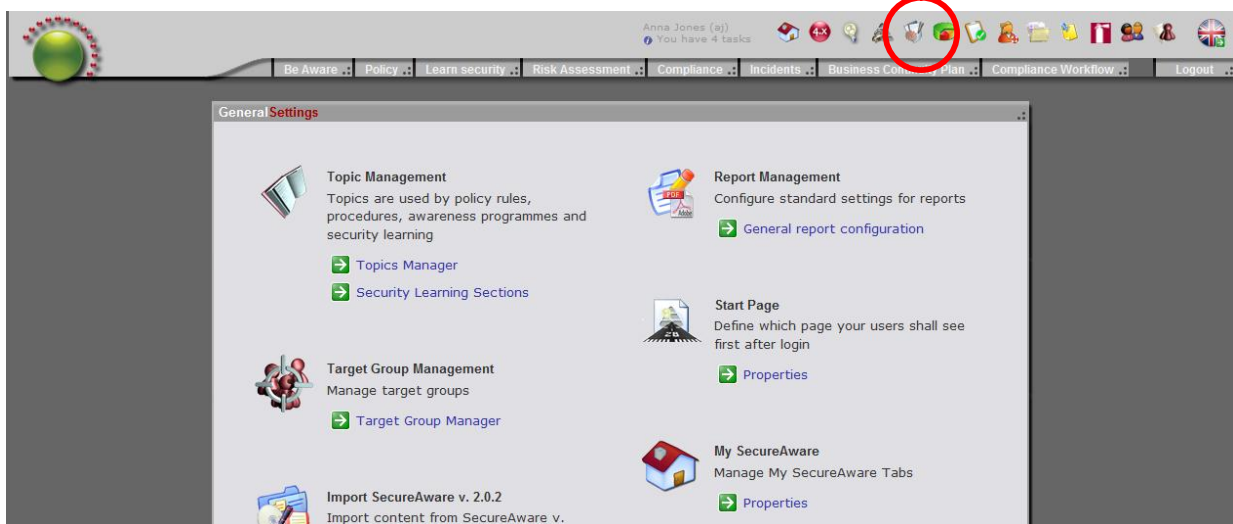 Anna Jones (aj)
You have 4 tasks
Be Aware .: Policy .: Learn security .: Risk Assessment .: Compliance .: Incidents .: Business Continuity Plan .: Compliance Workflow .: Logout .:
General Settings
Topic Management
Topics are used by policy rules,
procedures, awareness programmes and
security learning
Topics Manager
Security Learning Sections
Target Group Management
Manage target groups
Target Group Manager
Import SecureAware v. 2.0.2
Import content from SecureAware v.
PDF
Adobe
Report Management
Configure standard settings for reports
General report configuration
Start Page
Define which page your users shall see
first after login
Properties
My SecureAware
Manage My SecureAware Tabs
Properties